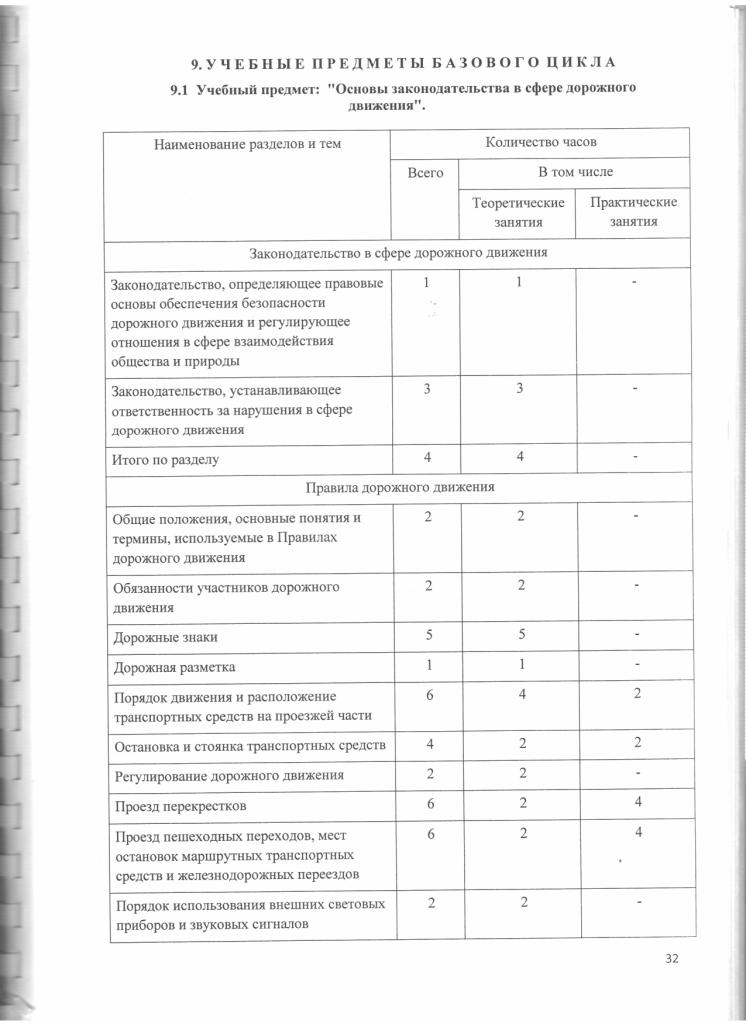 9. УЧЕБНЫЕ ПРЕДМЕТЫ БАЗОВОГО ЦИКЛА
9.1 Учебный предмет: "Основы законодательства в сфере дорожного
движения".
Наименование разделов и тем
Количество часов
Всего
В том числе
Теоретические
занятия
Практические
занятия
Законодательство в сфере дорожного движения
Законодательство, определяющее правовые
основы обеспечения безопасности
дорожного движения и регулирующее
отношения в сфере взаимодействия
общества и природы
1
1
-
Законодательство, устанавливающее
ответственность за нарушения в сфере
дорожного движения
3
3
-
Итого по разделу
4
4
-
Правила дорожного движения
Общие положения, основные понятия и
термины, используемые в Правилах
дорожного движения
2
2
-
Обязанности участников дорожного
движения
2
2
-
Дорожные знаки
5
5
-
Дорожная разметка
1
1
-
Порядок движения и расположение
транспортных средств на проезжей части
6
4
2
Остановка и стоянка транспортных средств
4
2
2
Регулирование дорожного движения
2
2
-
Проезд перекрестков
6
2
4
Проезд пешеходных переходов, мест
остановок маршрутных транспортных
средств и железнодорожных переездов
6
2
4
Порядок использования внешних световых
приборов и звуковых сигналов
2
2
-
32